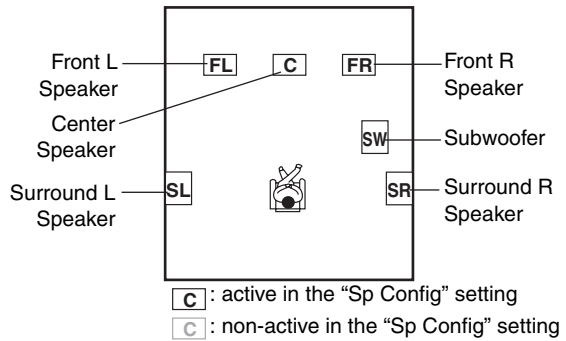 Front L
Speaker
FL
C
FR
Front R
Speaker
Center
Speaker
SW
Subwoofer
Surround L
Speaker
SL
SR
Surround R
Speaker
C : active in the “Sp Config” setting
C : non-active in the “Sp Config” setting